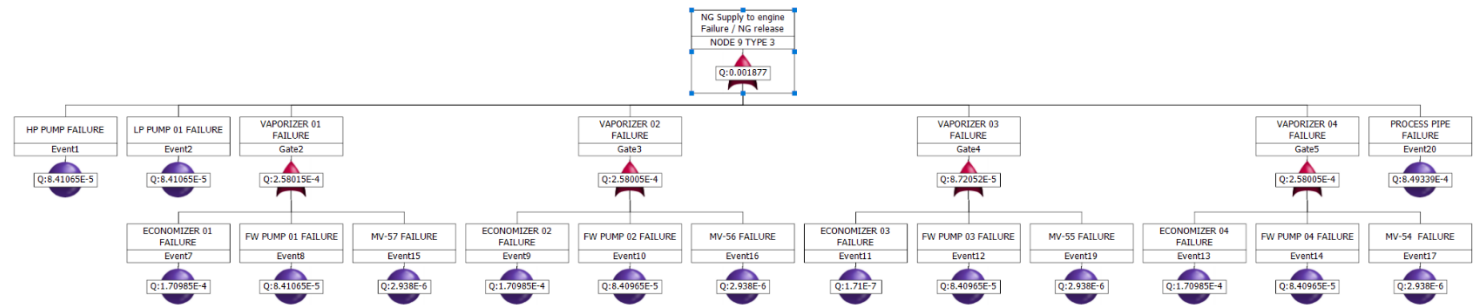 NG Supply to engine
Failure / NG release
NODE 9 TYPE 3
Q:0.001877
HP PUMP FAILURE
Event1
Q:8.41065E-5
LP PUMP 01 FAILURE
Event2
Q:8.41065E-5
VAPORIZER 01
FAILURE
Gate2
Q:2.58015E-4
VAPORIZER 02
FAILURE
Gate3
Q:2.58005E-4
VAPORIZER 03
FAILURE
Gate4
Q:8.72052E-5
VAPORIZER 04
FAILURE
Gate5
Q:2.58005E-4
PROCESS PIPE
FAILURE
Event20
Q:8.49339E-4
ECONOMIZER 01
FAILURE
Event7
Q:1.70985E-4
FW PUMP 01 FAILURE
Event8
Q:8.41065E-5
MV-57 FAILURE
Event15
Q:2.938E-6
ECONOMIZER 02
FAILURE
Event9
Q:1.70985E-4
FW PUMP 02 FAILURE
Event10
Q:8.40965E-5
MV-56 FAILURE
Event16
Q:2.938E-6
ECONOMIZER 03
FAILURE
Event11
Q:1.71E-7
FW PUMP 03 FAILURE
Event12
Q:8.40965E-5
MV-55 FAILURE
Event19
Q:2.938E-6
ECONOMIZER 04
FAILURE
Event13
Q:1.70985E-4
FW PUMP 04 FAILURE
Event14
Q:8.40965E-5
MV-54 FAILURE
Event17
Q:2.938E-6